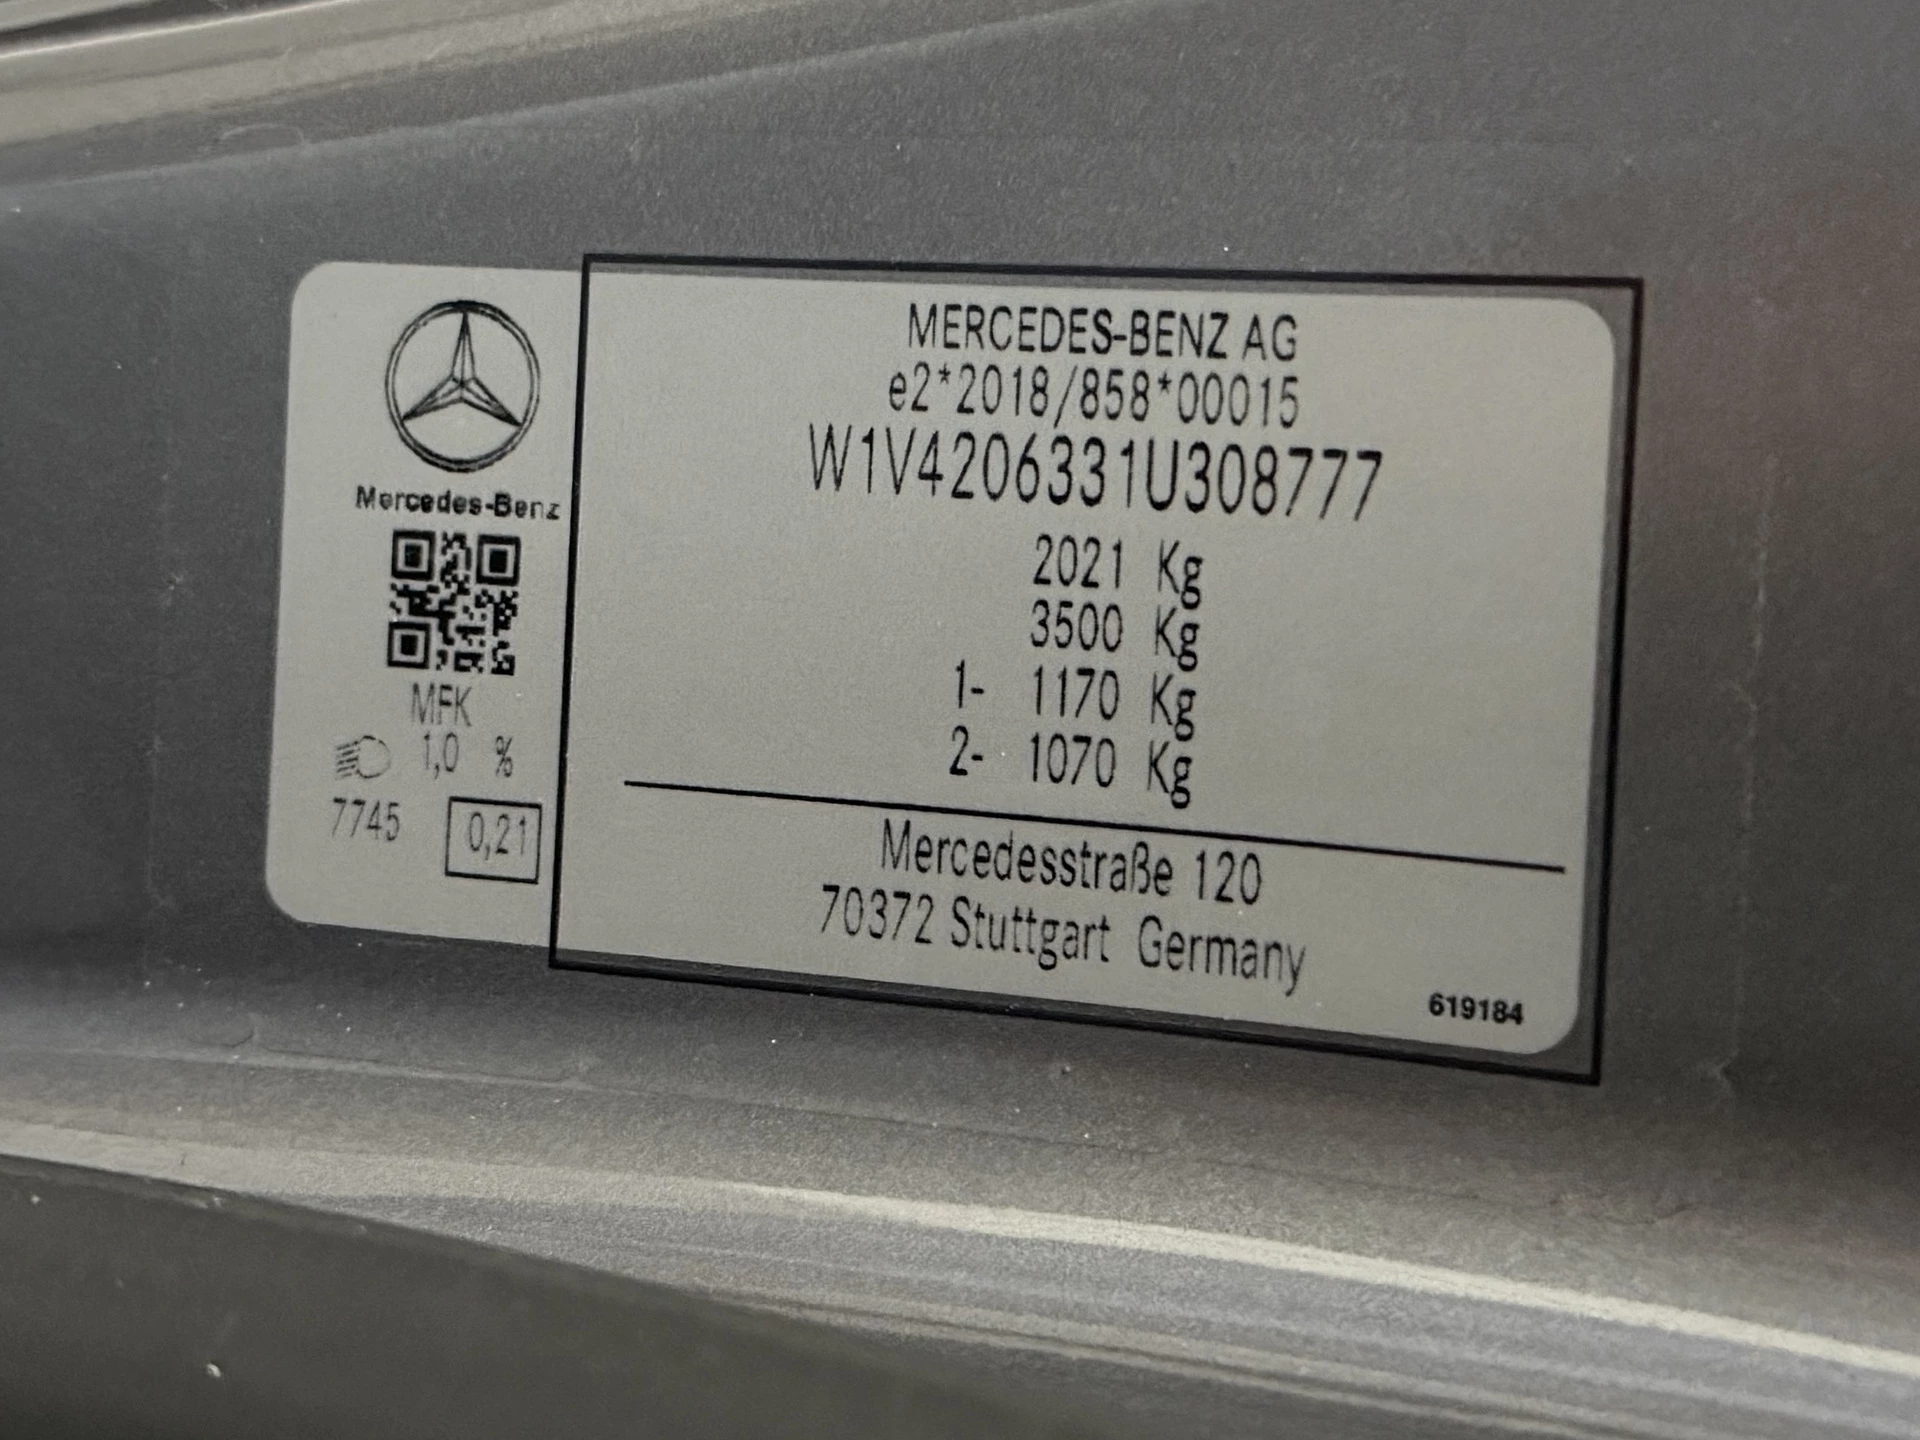 Mercedes-Benz
MFK
1,0 %
7745 0,21
MERCEDES-BENZ AG
e2*2018/858*00015
W1V4206331U308777
2021 Kg
3500 Kg
1- 1170 Kg
2- 1070 Kg
Mercedesstraße 120
70372 Stuttgart Germany
619184